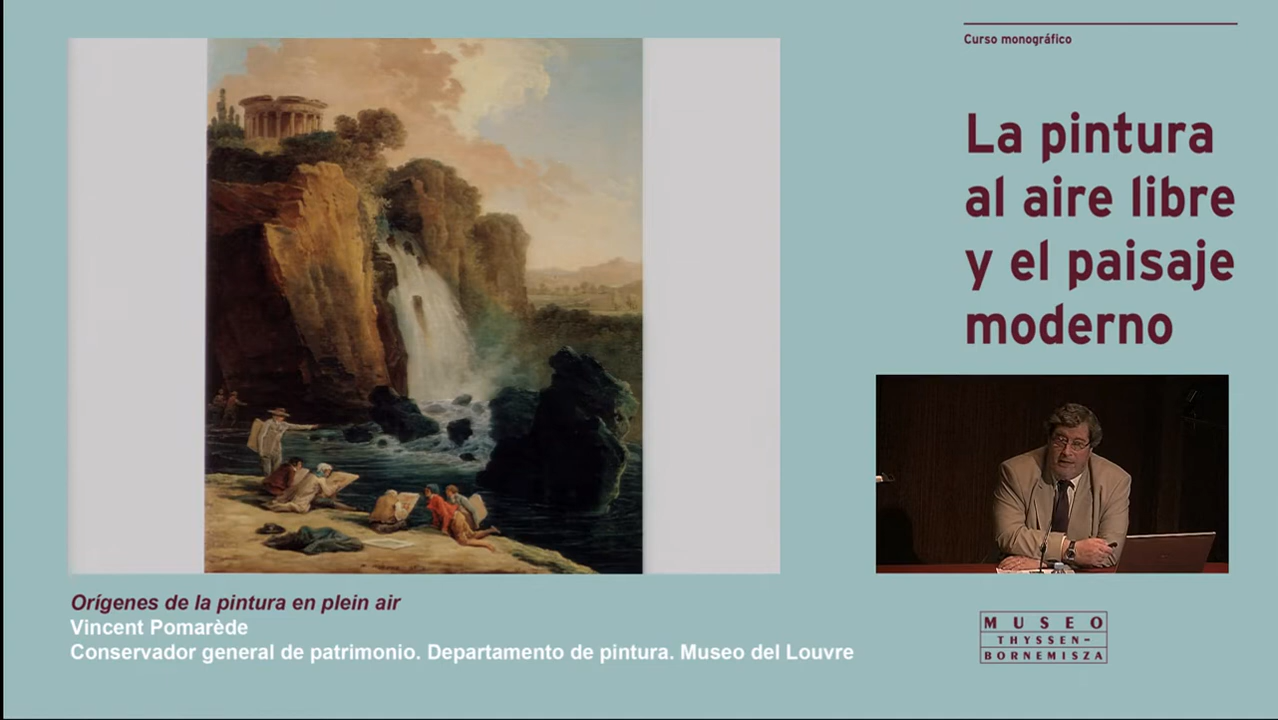 Curso monográfico
La pintura
al aire libre
y el paisaje
moderno
Orígenes de la pintura en plein air
Vincent Pomarède
Conservador general de patrimonio. Departamento de pintura. Museo del Louvre
MUSEO
THYSSEN-
BORNEMISZA